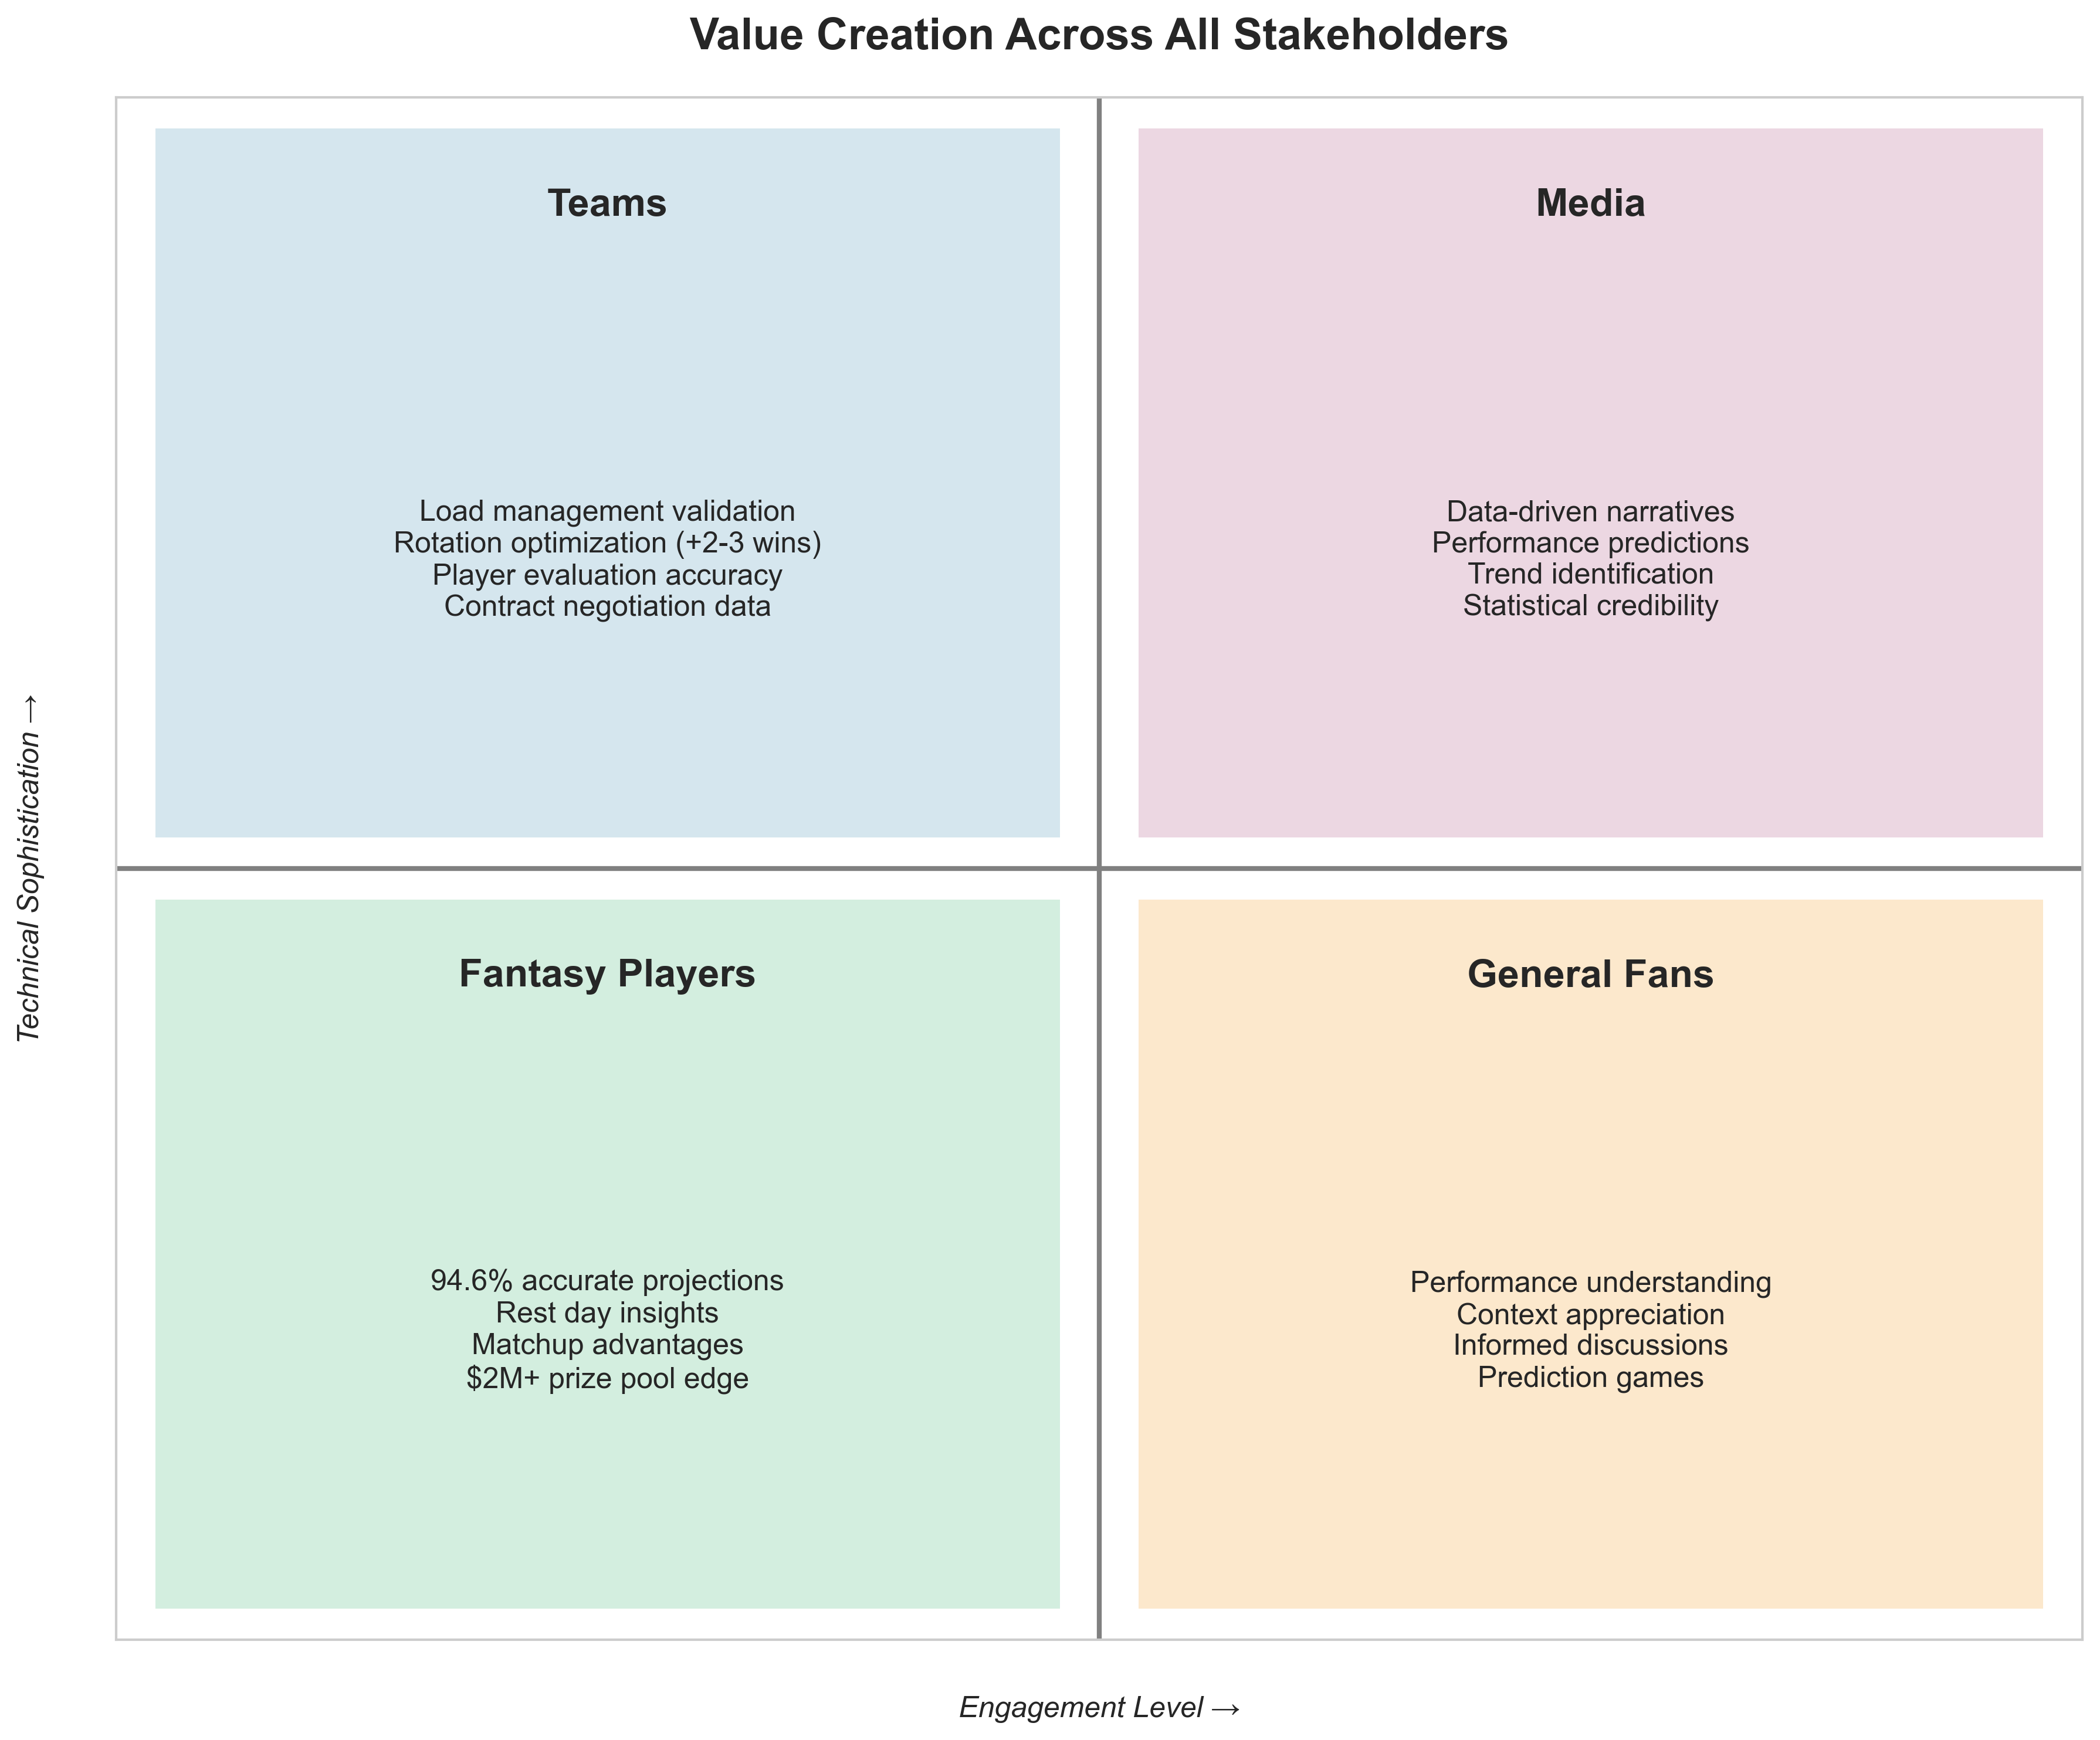 Value Creation Across All Stakeholders
Teams
Load management validation
Rotation optimization (+2-3 wins)
Player evaluation accuracy
Contract negotiation data
Media
Data-driven narratives
Performance predictions
Trend identification
Statistical credibility
Technical Sophistication →
Fantasy Players
94.6% accurate projections
Rest day insights
Matchup advantages
$2M+ prize pool edge
General Fans
Performance understanding
Context appreciation
Informed discussions
Prediction games
Engagement Level →